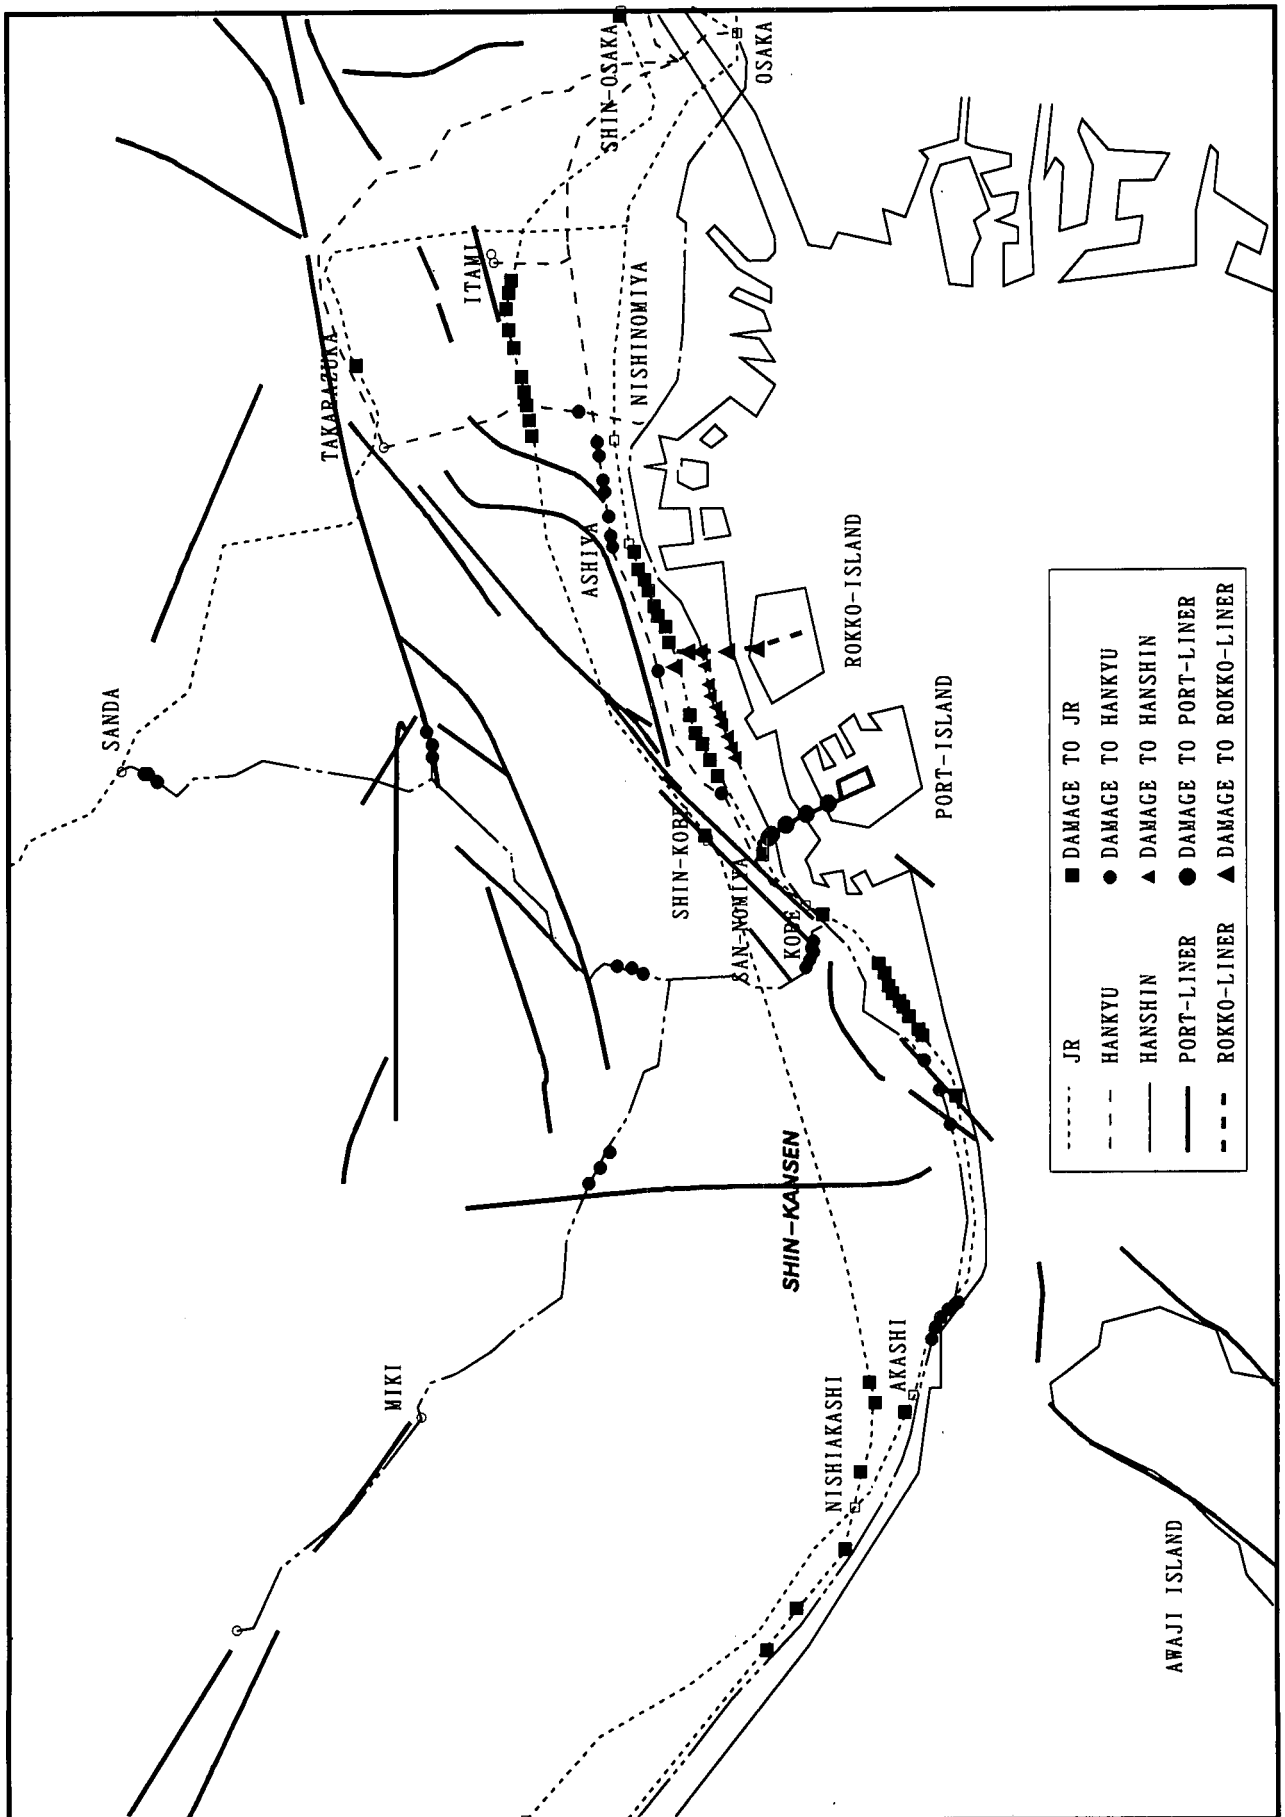 SANDA
MIKI
TAKARAZUKA
ITAMI
SHIN-OSAKA
OSAKA
( NISHINOMIYA
ASHIYA
SHIN-KOBE
SAN-NOMIYA
KOBE
ROKKO-ISLAND
PORT-ISLAND
SHIN-KANSEN
NISHIAKASHI
AKASHI
AWAJI ISLAND
JR
HANKYU
HANSHIN
PORT-LINER
ROKKO-LINER
DAMAGE TO JR
DAMAGE TO HANKYU
DAMAGE TO HANSHIN
DAMAGE TO PORT-LINER
DAMAGE TO ROKKO-LINER